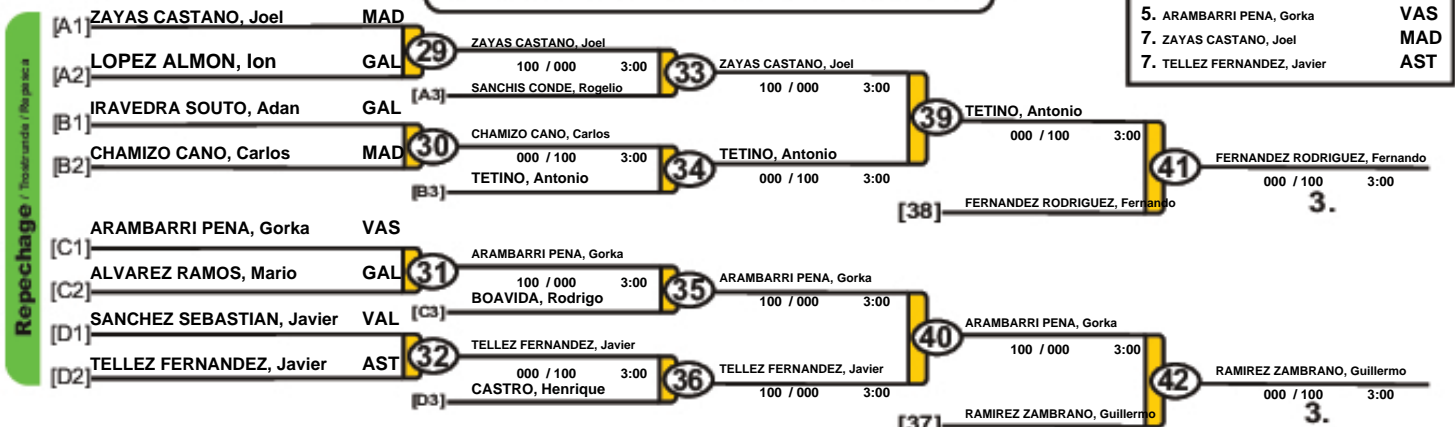 Repechage / Trostrunde / Repesca
5. ARAMBARRI PENA, Gorka VAS
7. ZAYAS CASTANO, Joel MAD
7. TELLEZ FERNANDEZ, Javier AST
[A1] ZAYAS CASTANO, Joel MAD
[A2] LOPEZ ALMON, Ion GAL
29 ZAYAS CASTANO, Joel
100 / 000 3:00
[A3] SANCHIS CONDE, Rogelio
33 ZAYAS CASTANO, Joel
100 / 000 3:00
[B1] IRAVEDRA SOUTO, Adan GAL
[B2] CHAMIZO CANO, Carlos MAD
30 CHAMIZO CANO, Carlos
000 / 100 3:00
[B3] TETINO, Antonio
34 TETINO, Antonio
000 / 100 3:00
39 TETINO, Antonio
000 / 100 3:00
[38] FERNANDEZ RODRIGUEZ, Fernando
41 FERNANDEZ RODRIGUEZ, Fernando
000 / 100 3:00
3.
[C1] ARAMBARRI PENA, Gorka VAS
[C2] ALVAREZ RAMOS, Mario GAL
31 ARAMBARRI PENA, Gorka
100 / 000 3:00
[C3] BOAVIDA, Rodrigo
35 ARAMBARRI PENA, Gorka
100 / 000 3:00
[D1] SANCHEZ SEBASTIAN, Javier VAL
[D2] TELLEZ FERNANDEZ, Javier AST
32 TELLEZ FERNANDEZ, Javier
000 / 100 3:00
[D3] CASTRO, Henrique
36 TELLEZ FERNANDEZ, Javier
100 / 000 3:00
40 ARAMBARRI PENA, Gorka
100 / 000 3:00
[37] RAMIREZ ZAMBRANO, Guillermo
42 RAMIREZ ZAMBRANO, Guillermo
000 / 100 3:00
3.